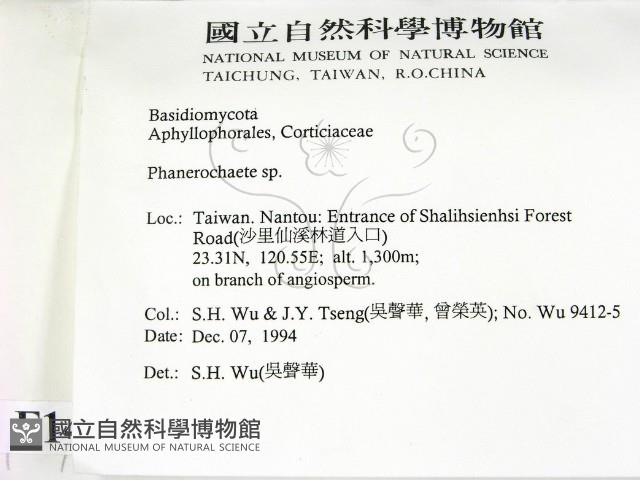 國立自然科學博物館
NATIONAL MUSEUM OF NATURAL SCIENCE
TAICHUNG, TAIWAN, R.O.CHINA
Basidiomycota
Aphyllophorales, Corticiaceae
Phanerochaete sp.
Loc.: Taiwan. Nantou: Entrance of Shalihsienhsi Forest
Road(沙里仙溪林道入口)
23.31N, 120.55E; alt. 1,300m;
on branch of angiosperm.
Col.: S.H. Wu & J.Y. Tseng(吳聲華, 曾榮英); No. Wu 9412-5
Date: Dec. 07, 1994
Det.: S.H. Wu(吳聲華)
國立自然科學博物館
NATIONAL MUSEUM OF NATURAL SCIENCE